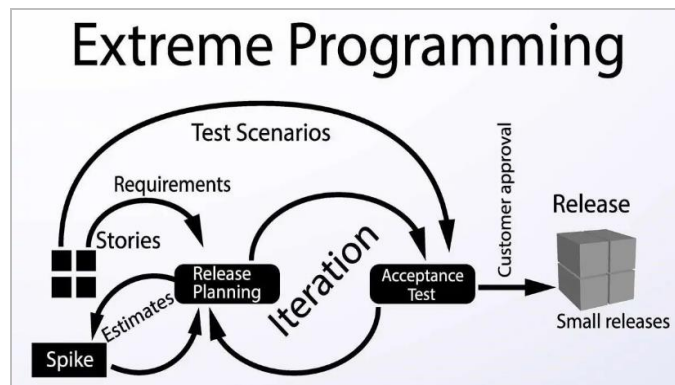 Extreme Programming
Test Scenarios
Requirements
Stories
Release
Planning
Estimates
Spike
Iteration
Acceptance
Test
Customer approval
Release
Small releases